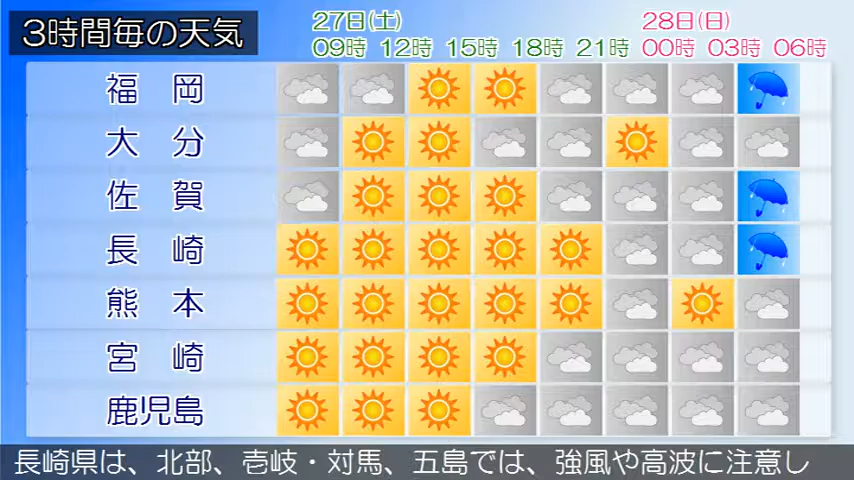 3時間毎の天気
27日(土) 28日(日)
09時 12時 15時 18時 21時 00時 03時 06時
福岡
大分
佐賀
長崎
熊本
宮崎
鹿児島
長崎県は、北部、壱岐・対馬、五島では、強風や高波に注意し